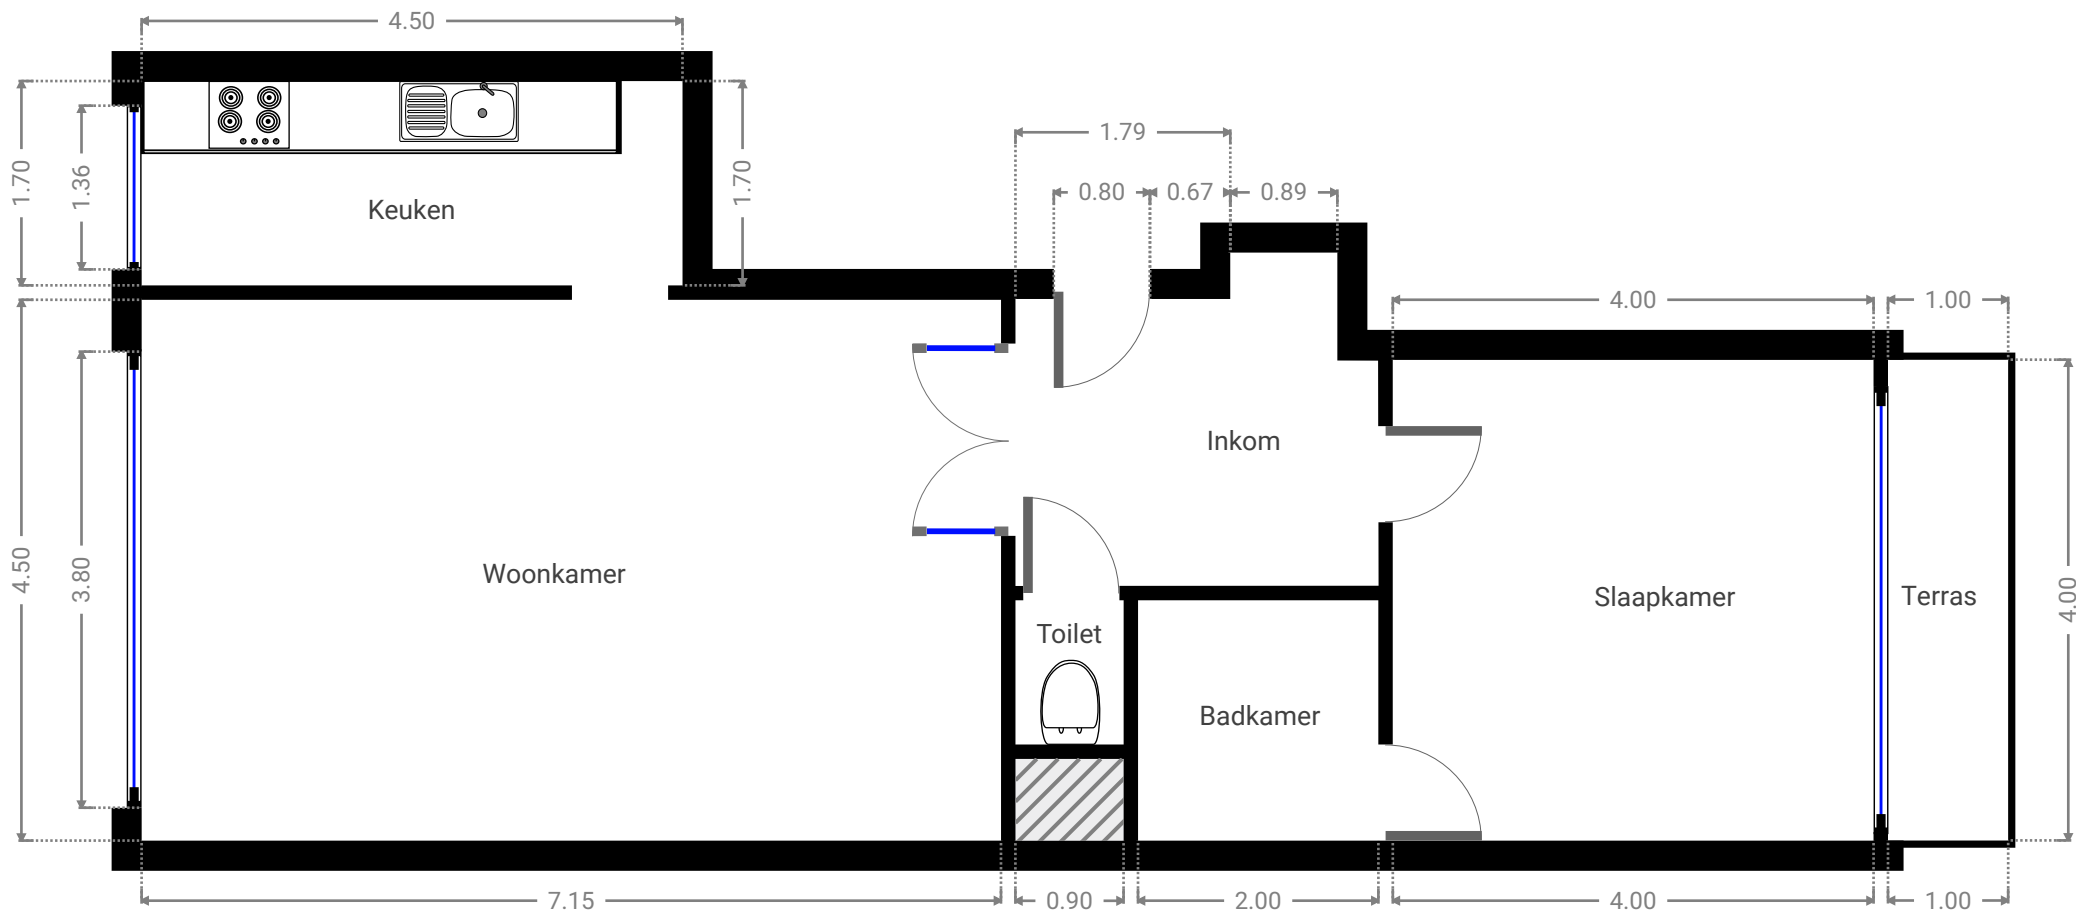 4.50
1.79
0.80
0.67
0.89
1.70
1.36
1.70
Keuken
4.00
1.00
Inkom
4.50
3.80
Woonkamer
Slaapkamer
Terras
4.00
Toilet
Badkamer
7.15
0.90
2.00
4.00
1.00